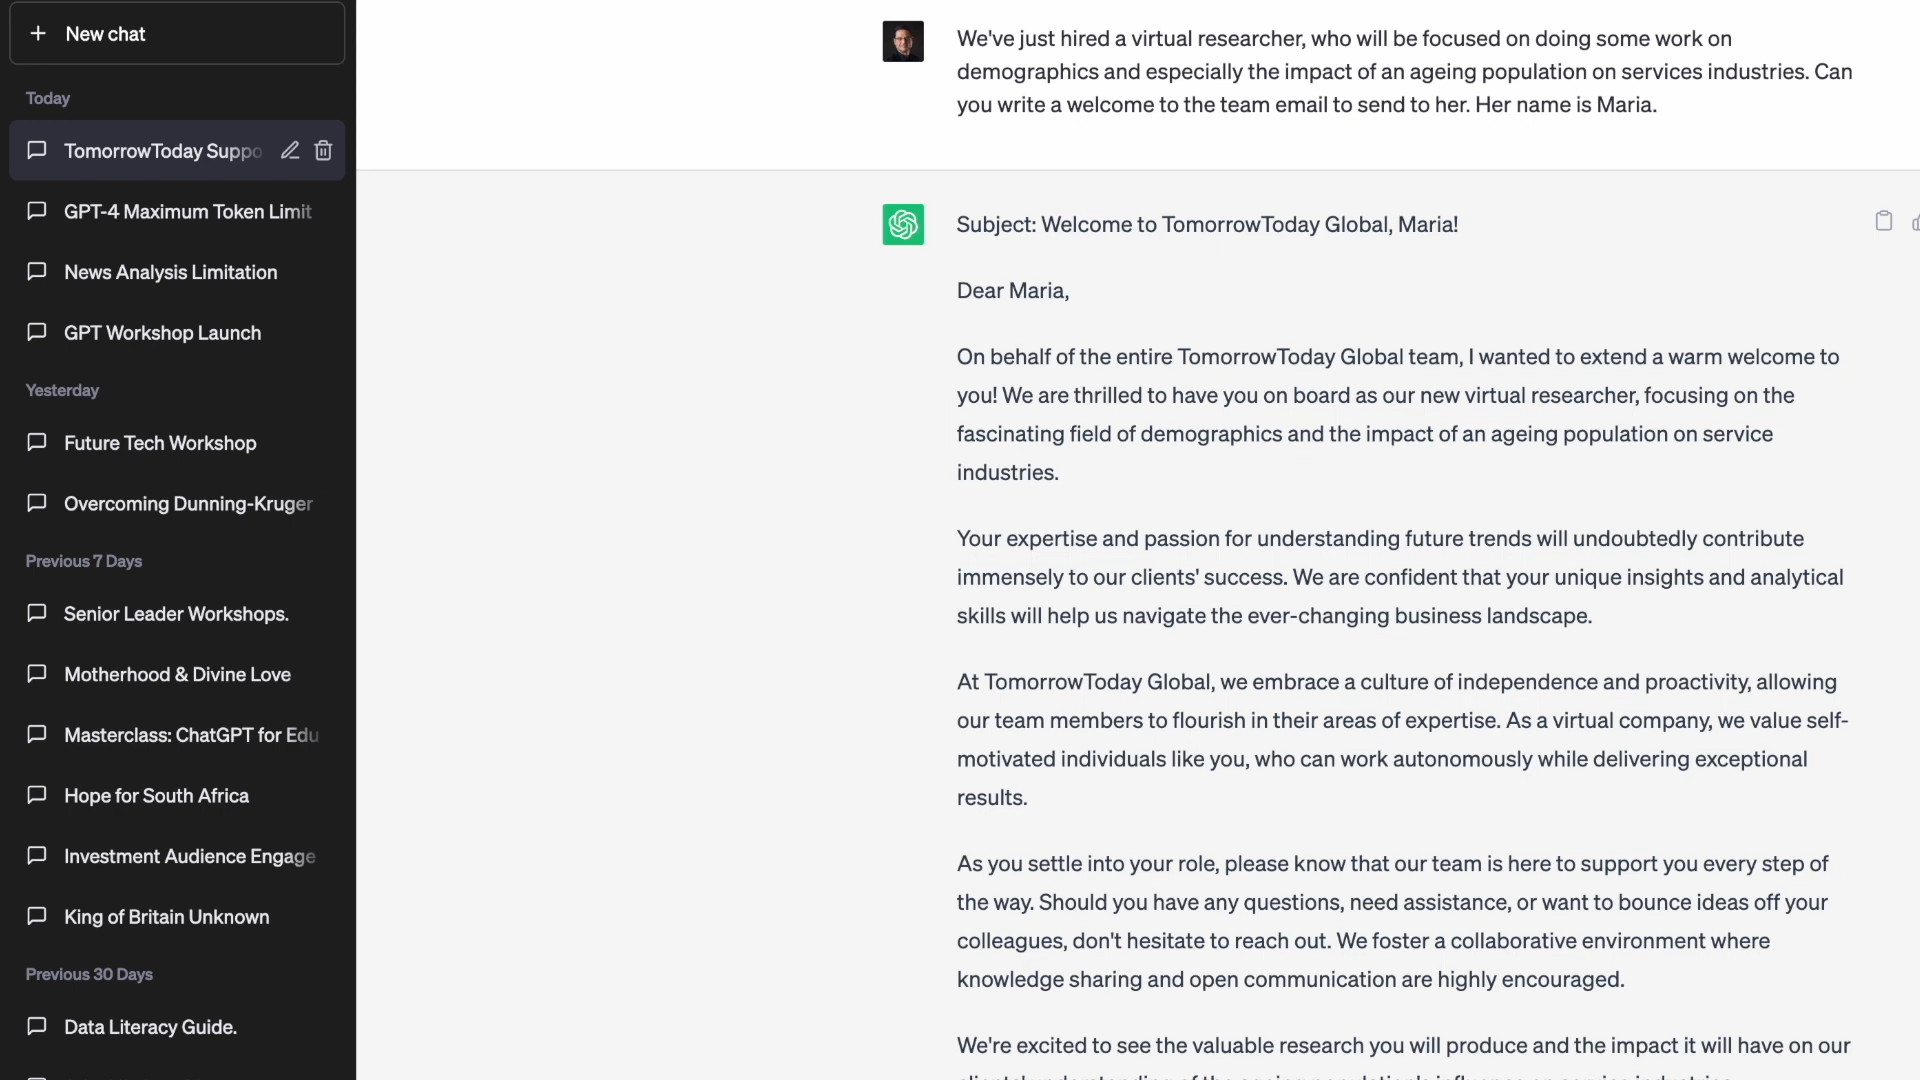 New chat
Today
TomorrowToday Suppo
GPT-4 Maximum Token Limit
News Analysis Limitation
GPT Workshop Launch
Yesterday
Future Tech Workshop
Overcoming Dunning-Kruger
Previous 7 Days
Senior Leader Workshops.
Motherhood & Divine Love
Masterclass: ChatGPT for Edu
Hope for South Africa
Investment Audience Engage
King of Britain Unknown
Previous 30 Days
Data Literacy Guide.
We've just hired a virtual researcher, who will be focused on doing some work on
demographics and especially the impact of an ageing population on services industries. Can
you write a welcome to the team email to send to her. Her name is Maria.
Subject: Welcome to TomorrowToday Global, Maria!
Dear Maria,
On behalf of the entire TomorrowToday Global team, I wanted to extend a warm welcome to
you! We are thrilled to have you on board as our new virtual researcher, focusing on the
fascinating field of demographics and the impact of an ageing population on service
industries.
Your expertise and passion for understanding future trends will undoubtedly contribute
immensely to our clients' success. We are confident that your unique insights and analytical
skills will help us navigate the ever-changing business landscape.
At TomorrowToday Global, we embrace a culture of independence and proactivity, allowing
our team members to flourish in their areas of expertise. As a virtual company, we value self-
motivated individuals like you, who can work autonomously while delivering exceptional
results.
As you settle into your role, please know that our team is here to support you every step of
the way. Should you have any questions, need assistance, or want to bounce ideas off your
colleagues, don't hesitate to reach out. We foster a collaborative environment where
knowledge sharing and open communication are highly encouraged.
We're excited to see the valuable research you will produce and the impact it will have on our